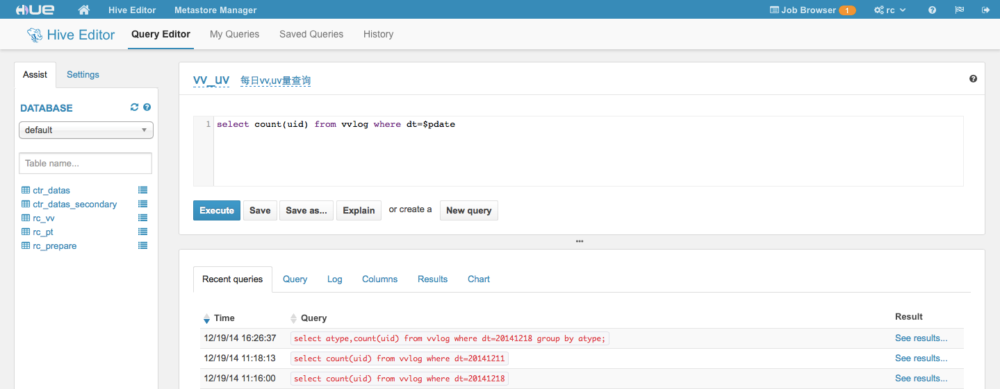 HUE Hive Editor Metastore Manager Job Browser 1 rc
Hive Editor Query Editor My Queries Saved Queries History
Assist Settings
DATABASE
default
Table name...
ctr_datas
ctr_datas_secondary
rc_vv
rc_pt
rc_prepare
VV_UV 每日vv,uv量查询
1 select count(uid) from vvlog where dt=$pdate
Execute Save Save as... Explain or create a New query
Recent queries Query Log Columns Results Chart
Time Query Result
12/19/14 16:26:37 select atype,count(uid) from vvlog where dt=20141218 group by atype; See results...
12/19/14 11:18:13 select count(uid) from vvlog where dt=20141211 See results...
12/19/14 11:16:00 select count(uid) from vvlog where dt=20141218 See results...